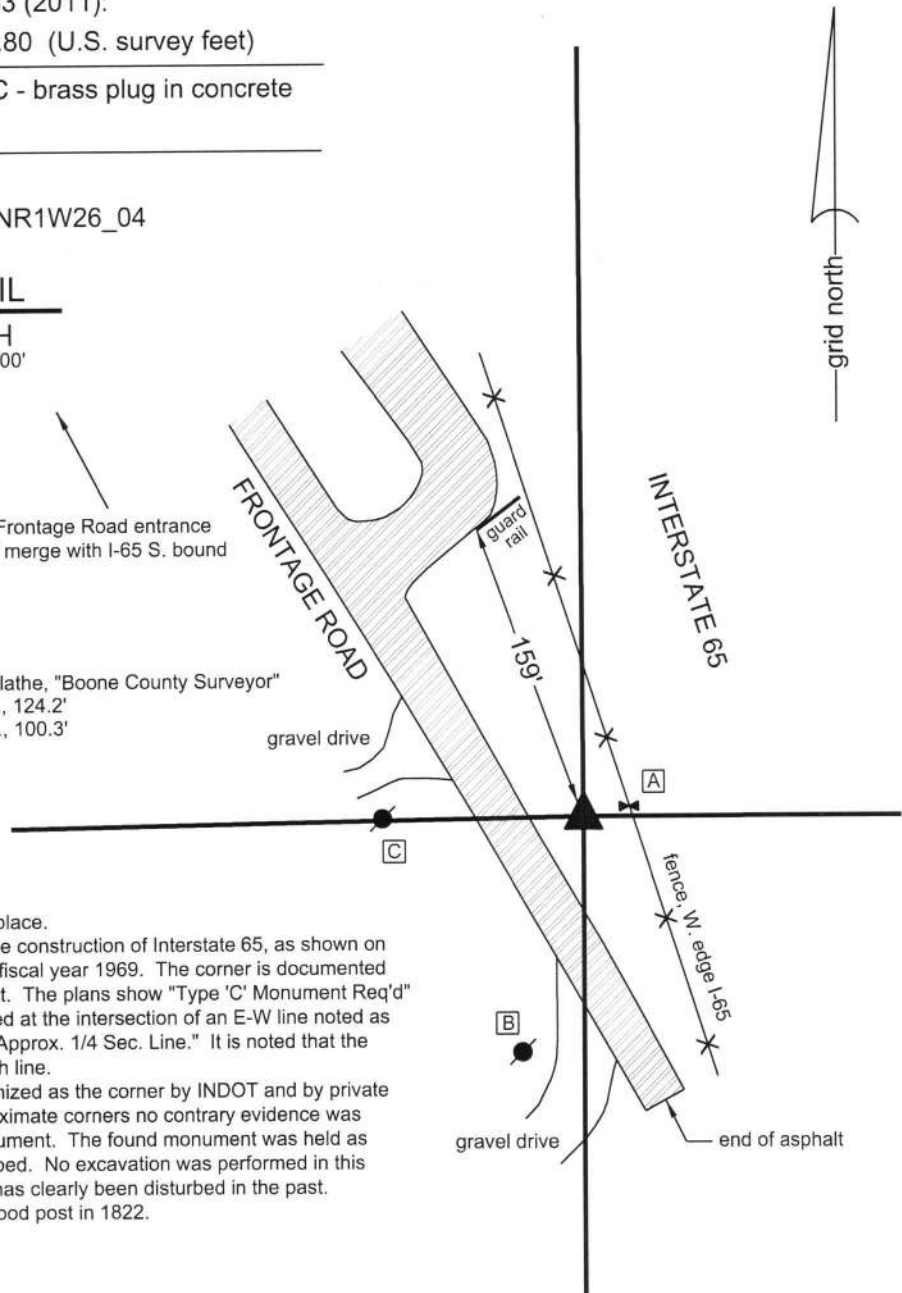 3 (2011):
.80 (U.S. survey feet)
C - brass plug in concrete
NR1W26_04
IL
H
00'
grid north
Frontage Road entrance
merge with I-65 S. bound
FRONTAGE ROAD
guard
rail
INTERSTATE 65
159'
lathe, "Boone County Surveyor"
., 124.2'
., 100.3'
gravel drive
A
C
fence, W. edge I-65
place.
e construction of Interstate 65, as shown on
fiscal year 1969. The corner is documented
t. The plans show "Type 'C' Monument Req'd"
ed at the intersection of an E-W line noted as
Approx. 1/4 Sec. Line." It is noted that the
h line.
nized as the corner by INDOT and by private
ximate corners no contrary evidence was
ument. The found monument was held as
bed. No excavation was performed in this
has clearly been disturbed in the past.
ood post in 1822.
B
gravel drive
end of asphalt